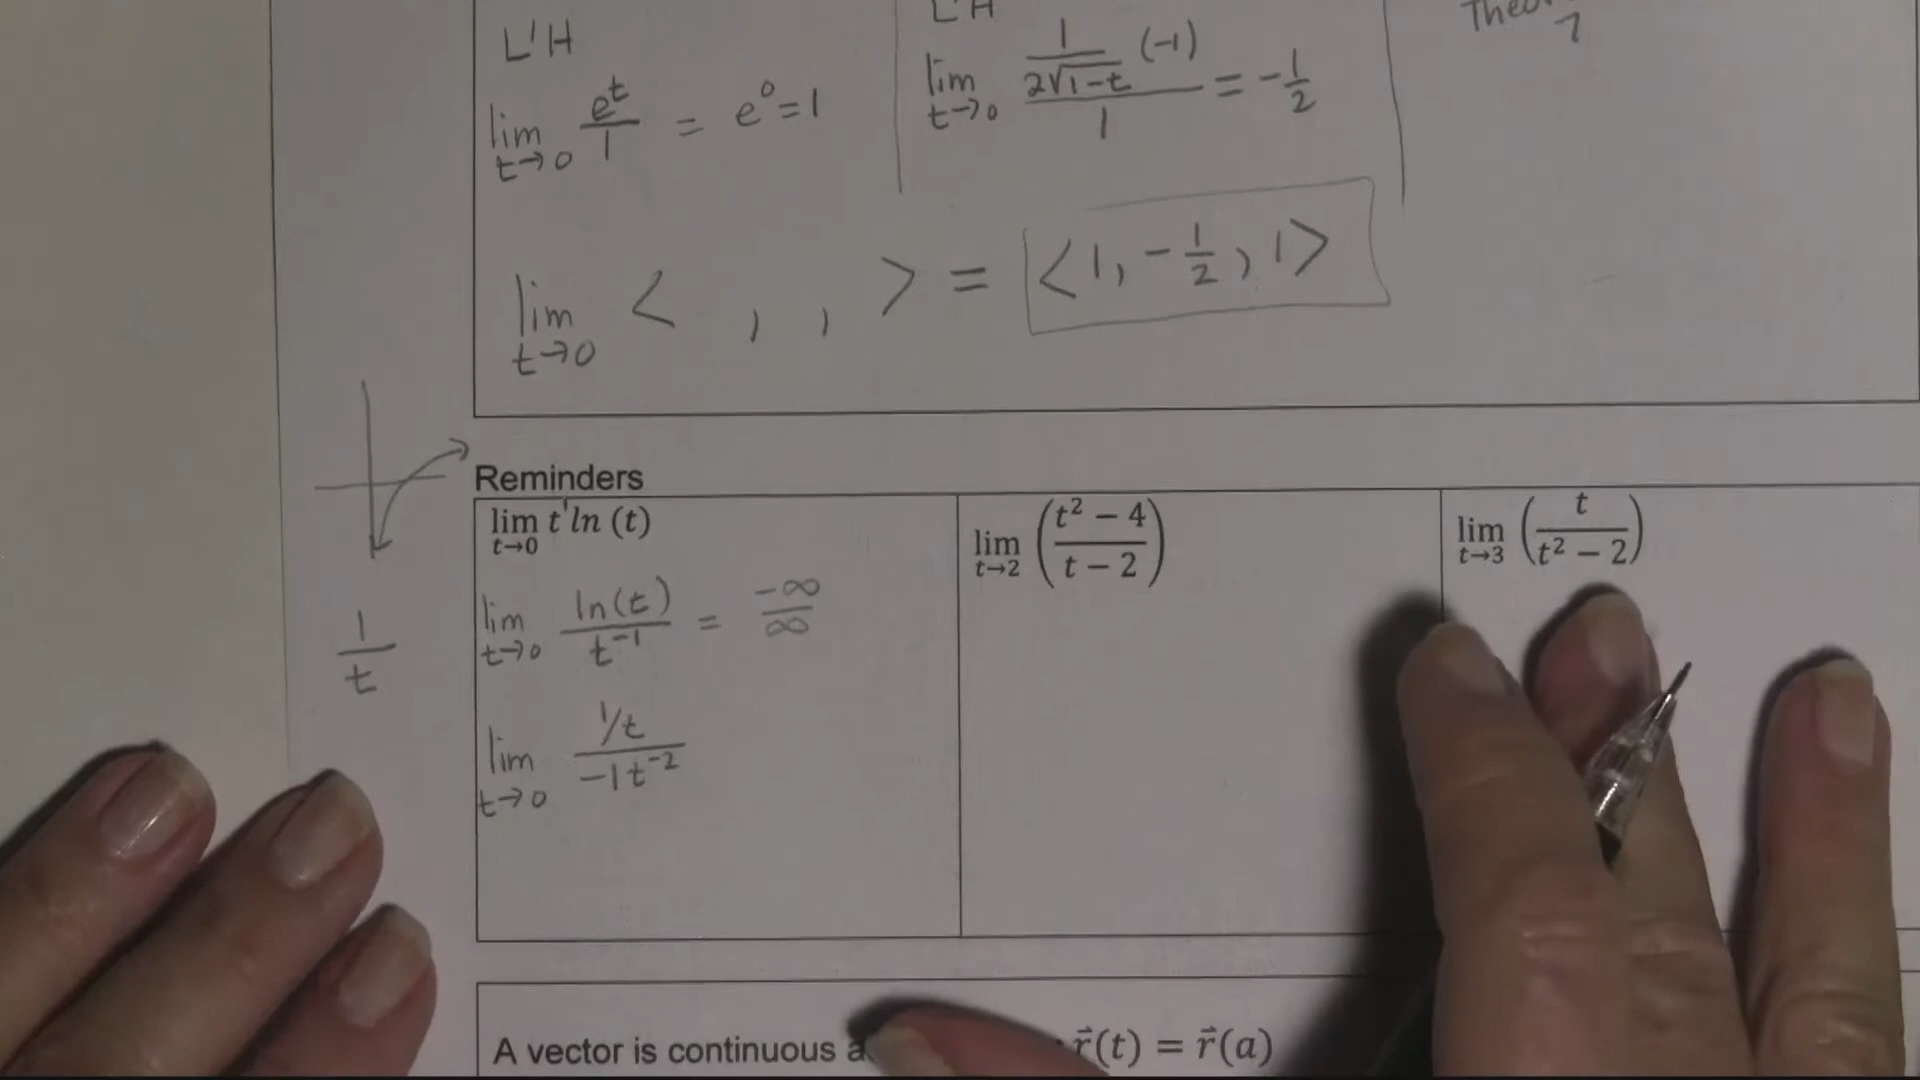 L'H
lim t→0 e^t/1 = e^0 = 1
L'H
lim t→0 (1/(2√(1-t)) (-1))/1 = -1/2
7
lim t→0 < , , > = <1, -1/2, 1>
Reminders
lim t→0 t^1 ln (t)
lim t→0 ln(t)/t^-1 = -∞/∞
1/t
lim t→0 (1/t)/(-1t^-2)
lim t→2 ((t² − 4)/(t − 2))
lim t→3 (t/(t² − 2))
A vector is continuous r⃗(t) = r⃗(a)